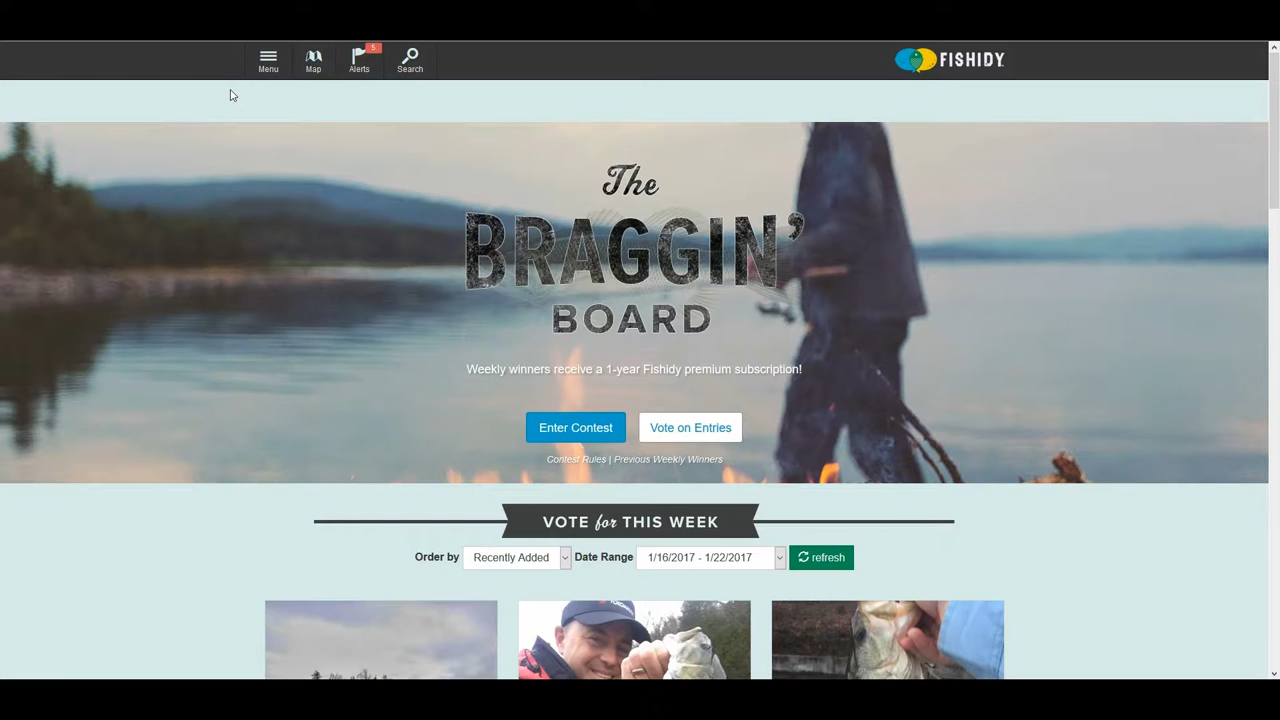 Menu Map Alerts 5 Search FISHIDY
The
BRAGGIN'
BOARD
Weekly winners receive a 1-year Fishidy premium subscription!
Enter Contest Vote on Entries
Contest Rules | Previous Weekly Winners
VOTE for THIS WEEK
Order by Recently Added Date Range 1/16/2017 - 1/22/2017 refresh